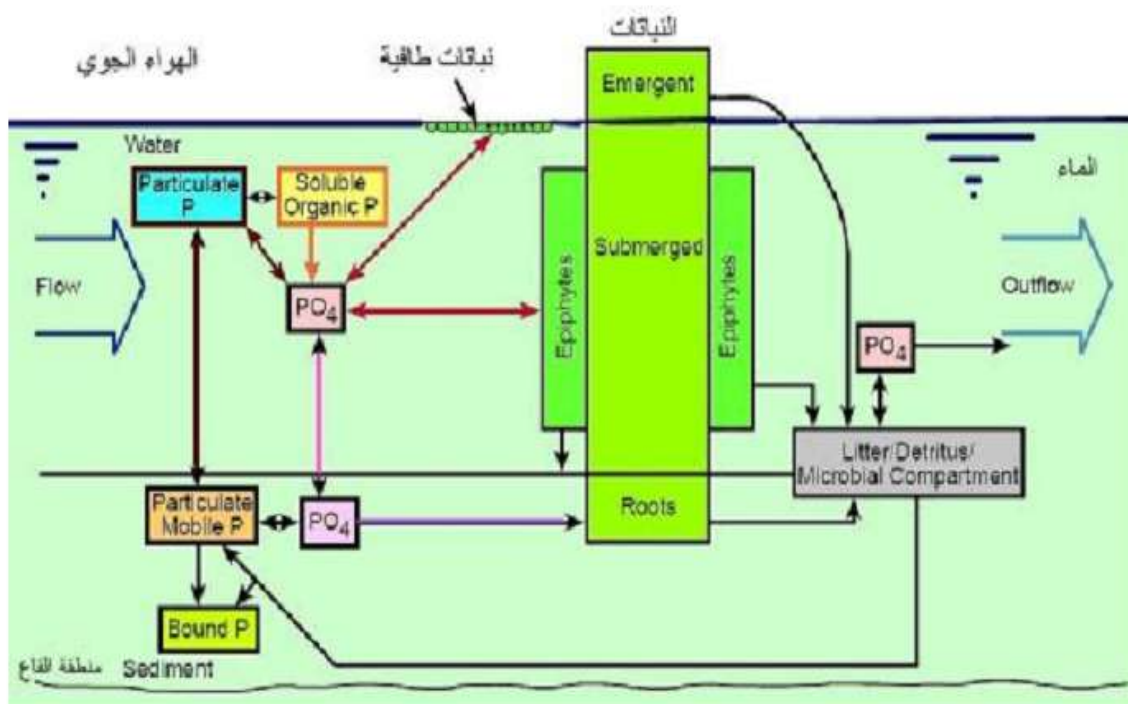 النباتات
الهواء الجوي
نباتات طافية
Emergent
Water
الماء
Particulate
P
Soluble
Organic P
Submerged
Epiphytes
Epiphytes
Flow
Outflow
PO4
PO4
Litter/Detritus/
Microbial Compartment
Particulate
Mobile P
PO4
Roots
Bound P
منطقة القاع
Sediment